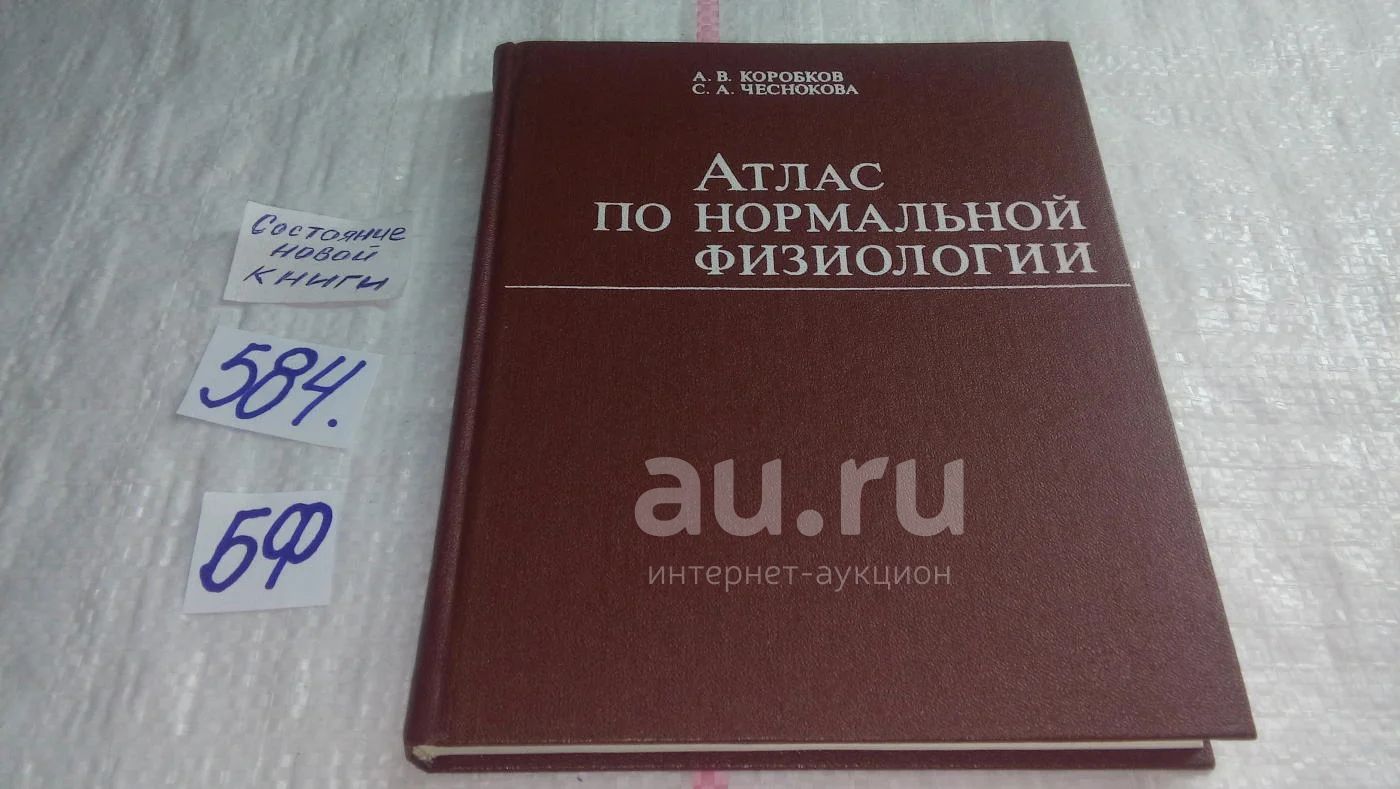 А. В. КОРОБКОВ
С. А. ЧЕСНОКОВА
АТЛАС
ПО НОРМАЛЬНОЙ
ФИЗИОЛОГИИ
Состояние
новой
книги
584.
БФ
au.ru
интернет-аукцион